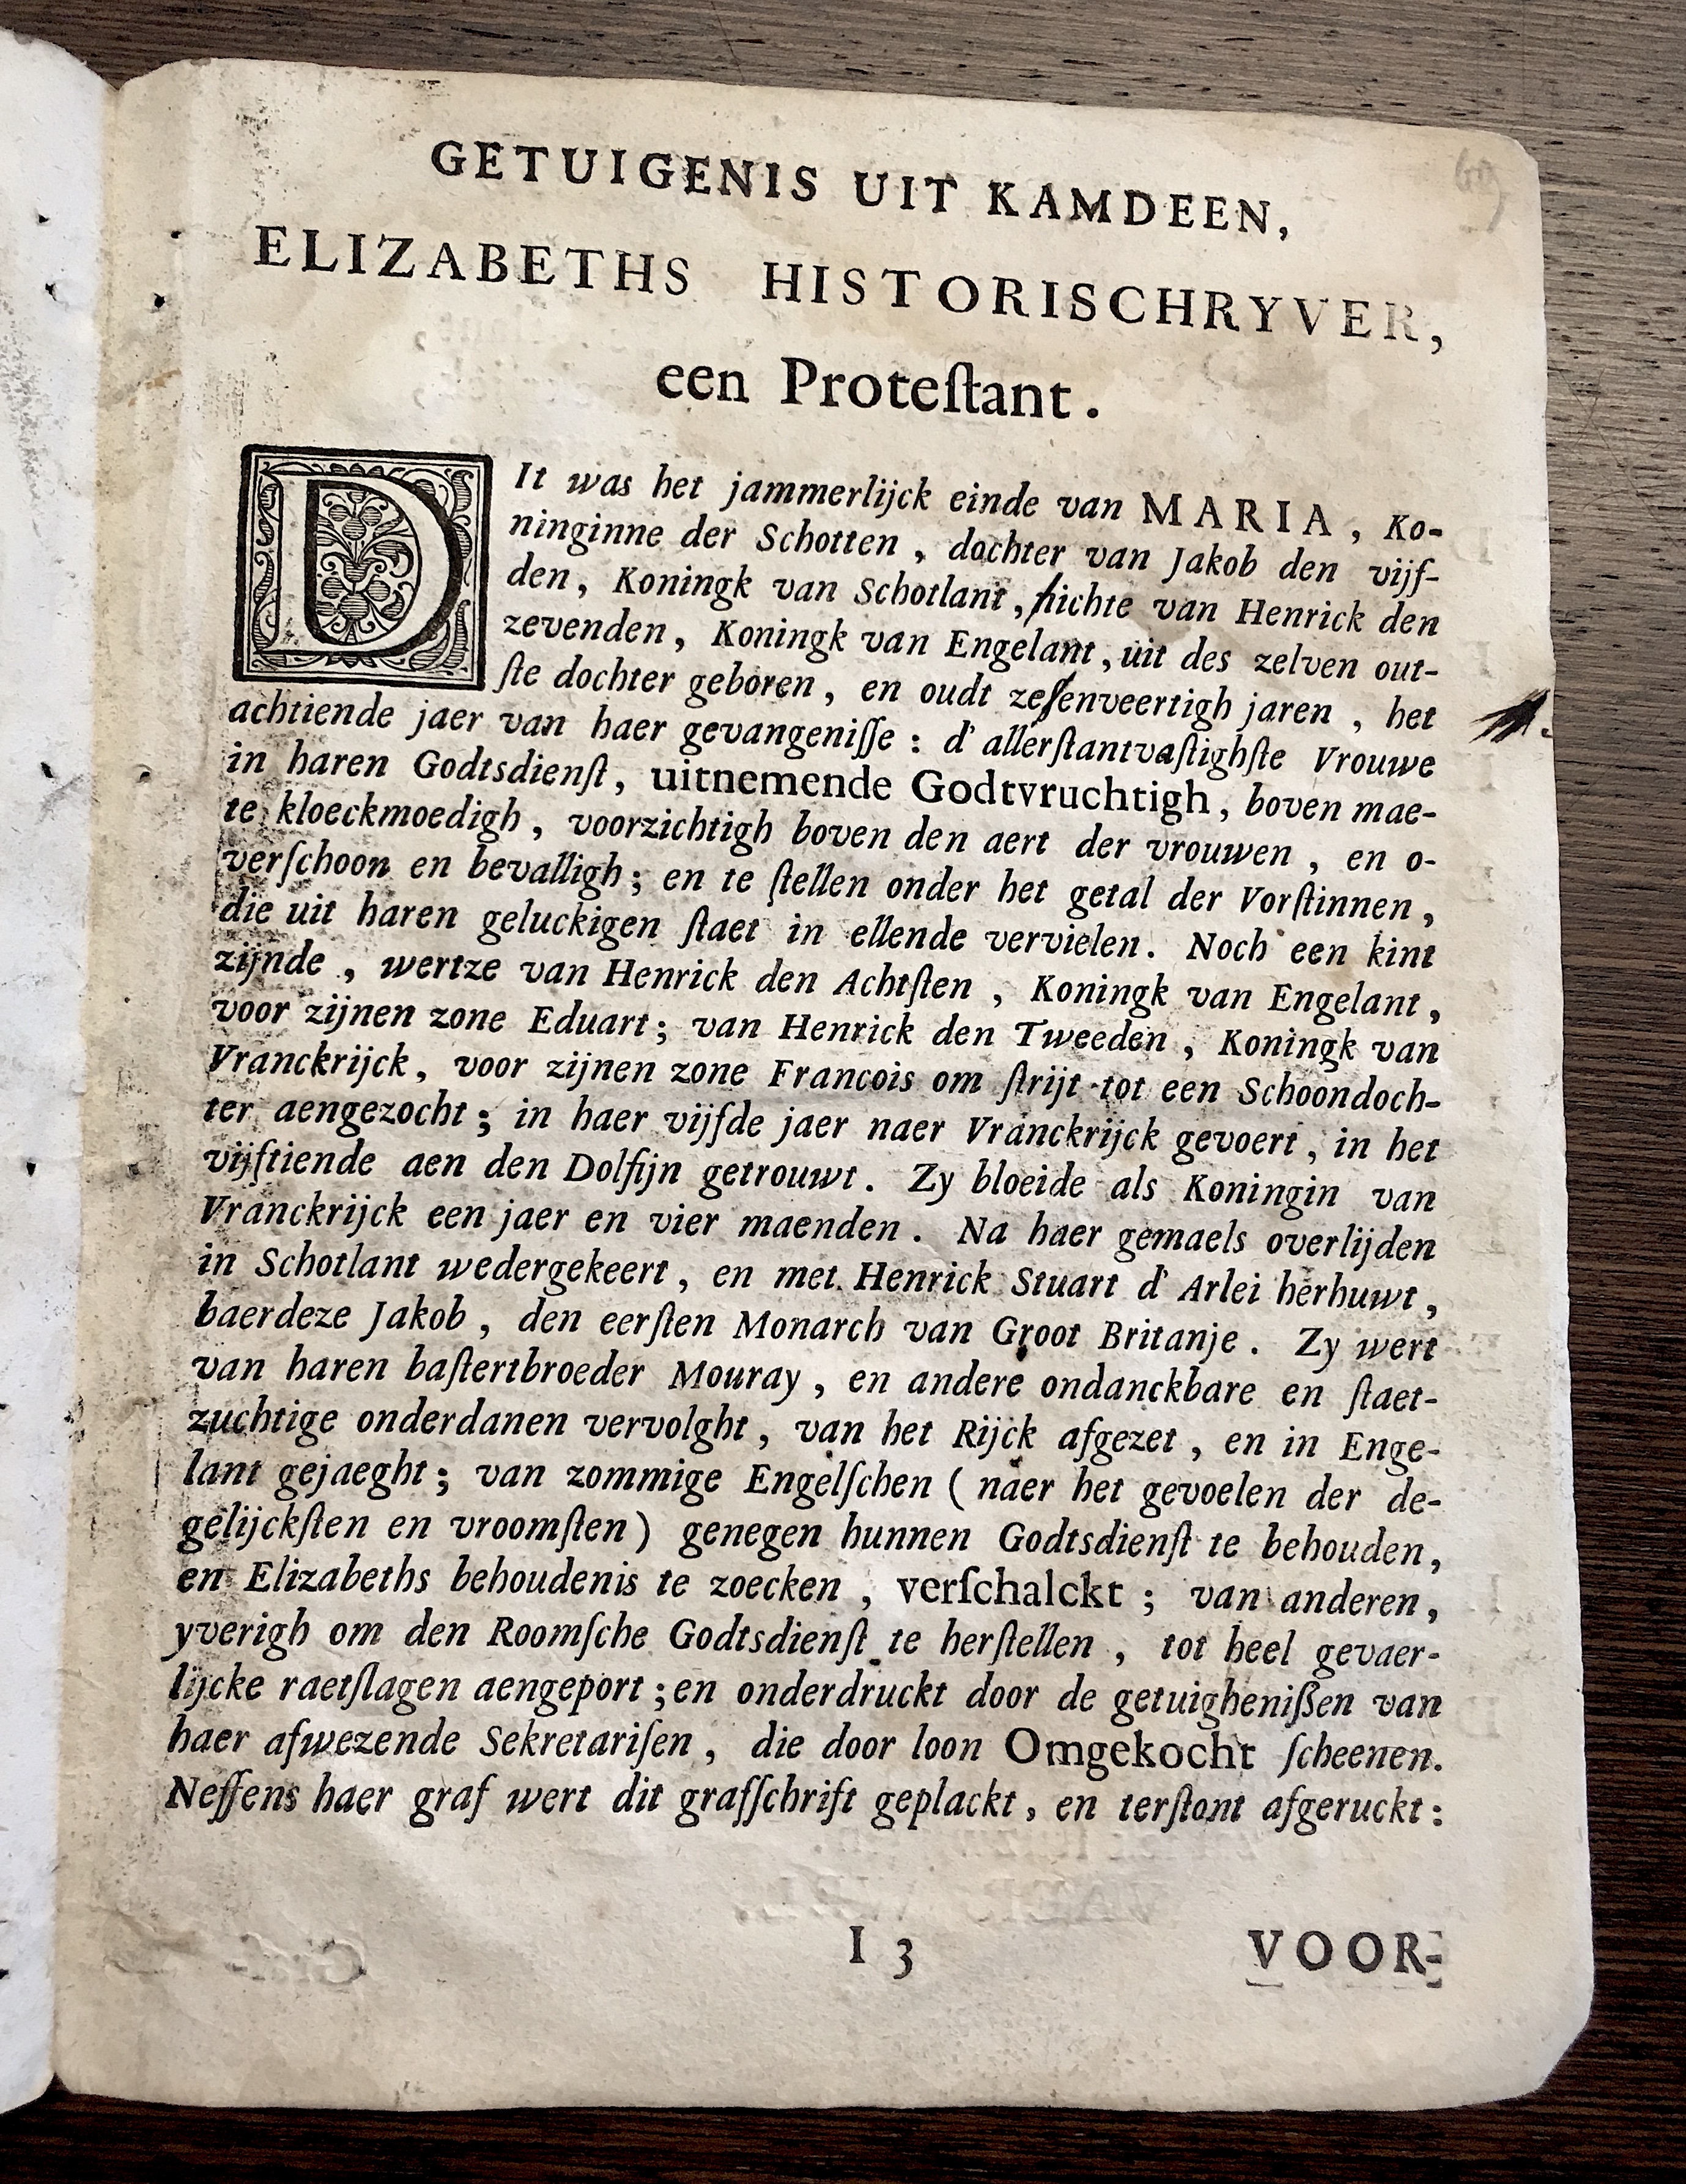 69
GETUIGENIS UIT KAMDEEN,
ELIZABETHS HISTORISCHRYVER,
een Proteſtant.
DIt was het jammerlijck einde van MARIA, Ko-
ninginne der Schotten, dochter van Jakob den vijf-
den, Koningk van Schotlant, nichte van Henrick den
zevenden, Koningk van Engelant, uit des zelven out-
ſte dochter geboren, en oudt zeſenveertigh jaren, het
achtiende jaer van haer gevangeniſſe: d' allerſtantvaſtighſte Vrouwe
in haren Godtsdienſt, uitnemende Godtvruchtigh, boven mae-
te kloeckmoedigh, voorzichtigh boven den aert der vrouwen, en o-
verſchoon en bevalligh; en te ſtellen onder het getal der Vorſtinnen,
die uit haren geluckigen ſtaet in ellende vervielen. Noch een kint
zijnde, wertze van Henrick den Achtſten, Koningk van Engelant,
voor zijnen zone Eduart; van Henrick den Tweeden, Koningk van
Vranckrijck, voor zijnen zone Francois om ſtrijt tot een Schoondoch-
ter aengezocht; in haer vijfde jaer naer Vranckrijck gevoert, in het
vijftiende aen den Dolfijn getrouwt. Zy bloeide als Koningin van
Vranckrijck een jaer en vier maenden. Na haer gemaels overlijden
in Schotlant wedergekeert, en met Henrick Stuart d' Arlei herhuwt,
baerdeze Jakob, den eerſten Monarch van Groot Britanje. Zy wert
van haren baſtertbroeder Mouray, en andere ondanckbare en ſtaet-
zuchtige onderdanen vervolght, van het Rijck afgezet, en in Enge-
lant gejaeght; van zommige Engelſchen (naer het gevoelen der de-
gelijckſten en vroomſten) genegen hunnen Godtsdienſt te behouden,
en Elizabeths behoudenis te zoecken, verſchalckt; van anderen,
yverigh om den Roomſche Godtsdienſt te herſtellen, tot heel gevaer-
lijcke raetſlagen aengeport; en onderdruckt door de getuighenißen van
haer afwezende Sekretariſen, die door loon Omgekocht ſcheenen.
Neffens haer graf wert dit grafſchrift geplackt, en terſtont afgeruckt:
I 3 VOOR-